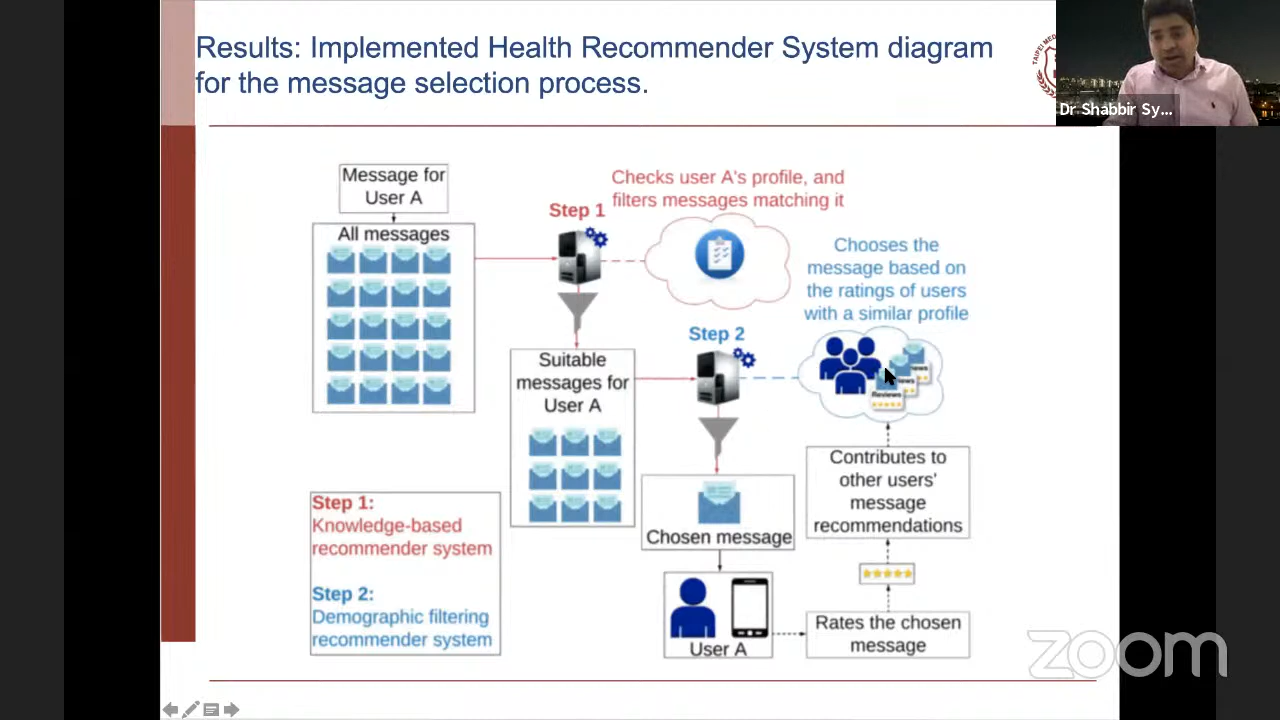 Results: Implemented Health Recommender System diagram
for the message selection process.
Dr Shabbir Sy...
Message for
User A
All messages
Step 1
Checks user A's profile, and
filters messages matching it
Chooses the
message based on
the ratings of users
with a similar profile
Step 2
Suitable
messages for
User A
Reviews
Chosen message
User A
Rates the chosen
message
Contributes to
other users'
message
recommendations
Step 1:
Knowledge-based
recommender system
Step 2:
Demographic filtering
recommender system
zoom